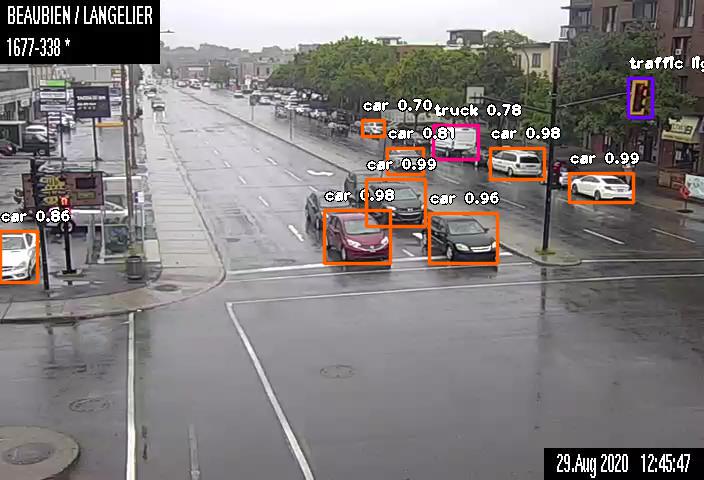 BEAUBIEN / LANGELIER
1677-338 *
traffic lig
car 0.70
truck 0.78
car 0.81
car 0.98
car 0.99
car 0.99
car 0.98
car 0.96
car 0.86
29.Aug 2020 12:45:47